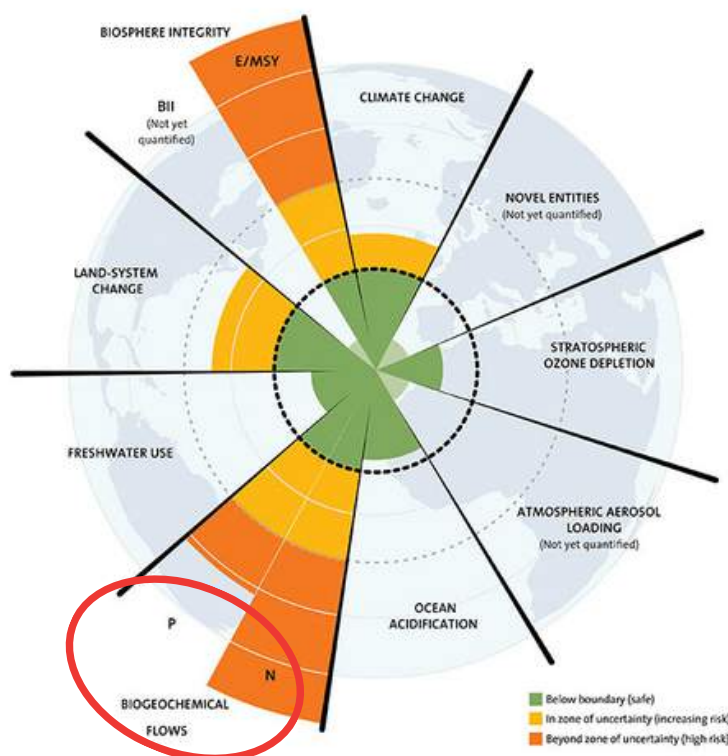 BIOSPHERE INTEGRITY
E/MSY
BII
(Not yet
quantified)
CLIMATE CHANGE
NOVEL ENTITIES
(Not yet quantified)
LAND-SYSTEM
CHANGE
STRATOSPHERIC
OZONE DEPLETION
FRESHWATER USE
ATMOSPHERIC AEROSOL
LOADING
(Not yet quantified)
OCEAN
ACIDIFICATION
P
N
BIOGEOCHEMICAL
FLOWS
Below boundary (safe)
In zone of uncertainty (increasing risk)
Beyond zone of uncertainty (high risk)